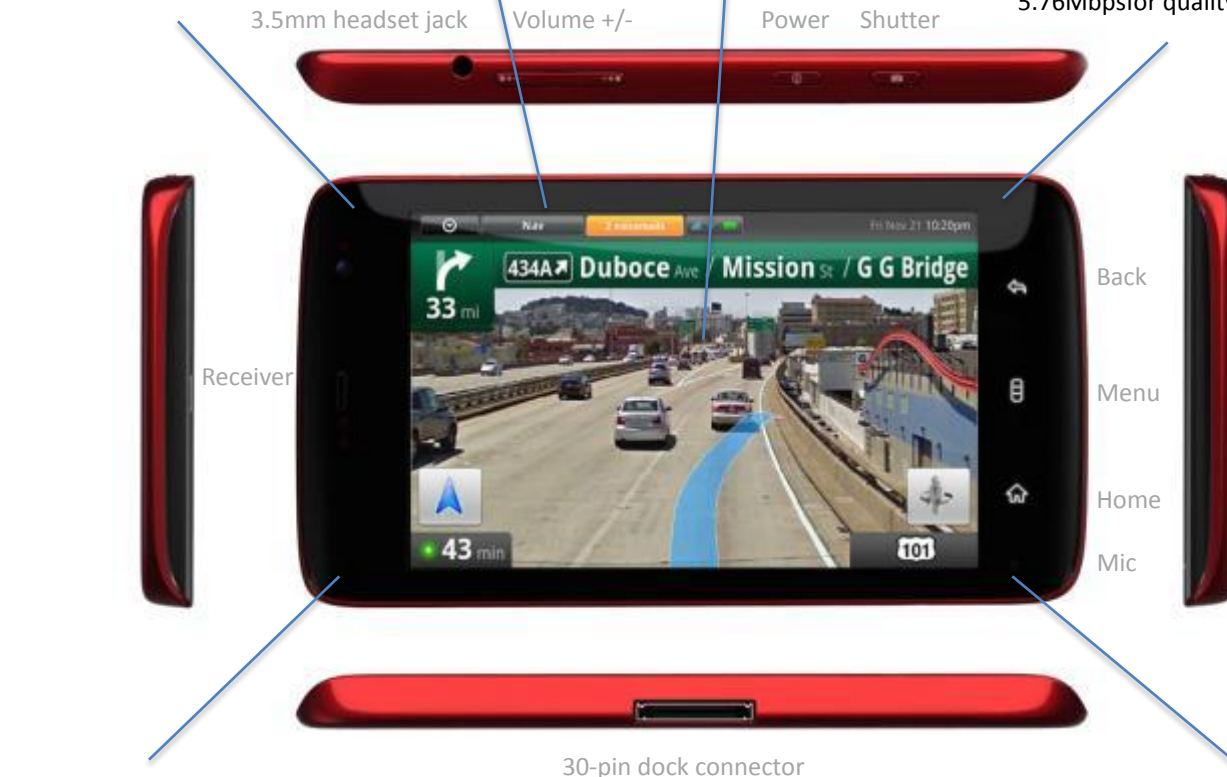 5.76Mbpsfor quality
3.5mm headset jack Volume +/- Power Shutter
Nav Fri Nov 21 10:20pm
434A Duboce Ave / Mission St / G G Bridge
33 mi
Back
Receiver
Menu
Home
43 min 101
Mic
30-pin dock connector